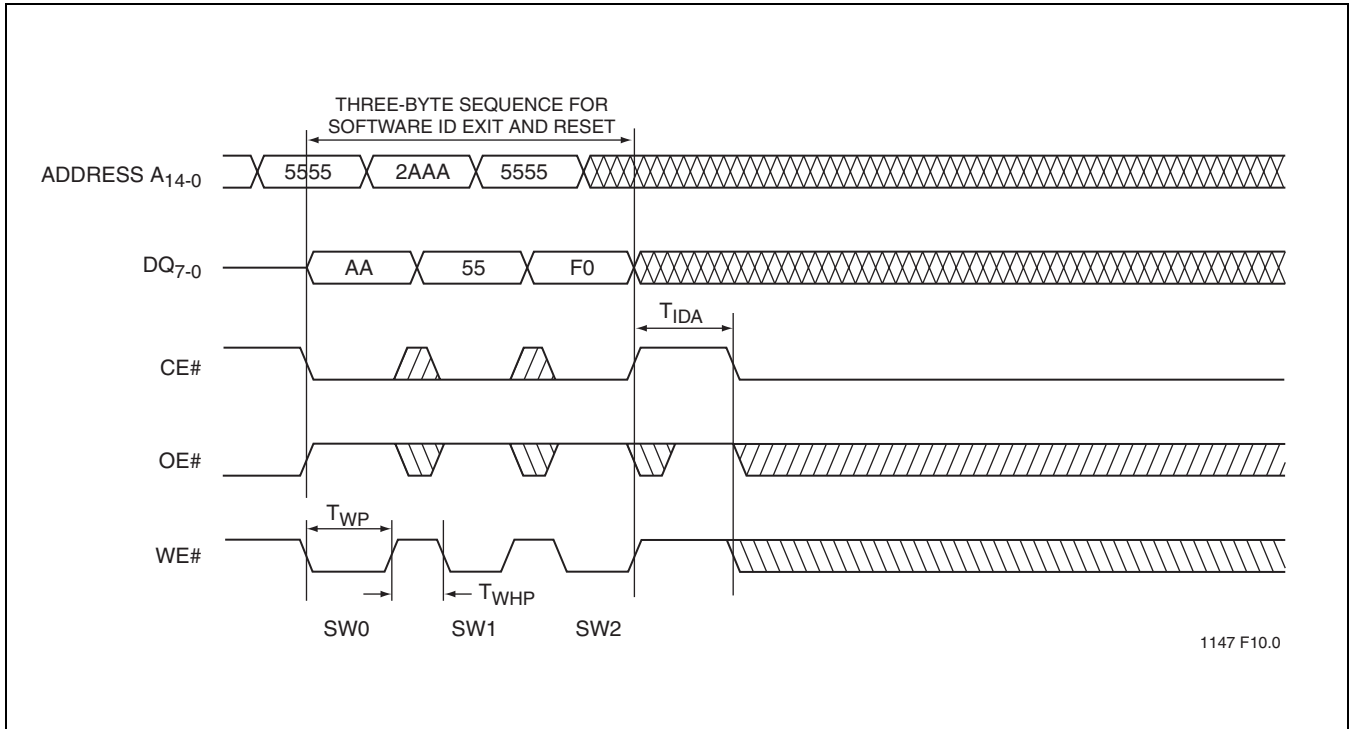 THREE-BYTE SEQUENCE FOR
SOFTWARE ID EXIT AND RESET
ADDRESS A14-0
5555
2AAA
5555
DQ7-0
AA
55
F0
TIDA
CE#
OE#
TWP
WE#
TWHP
SW0
SW1
SW2
1147 F10.0